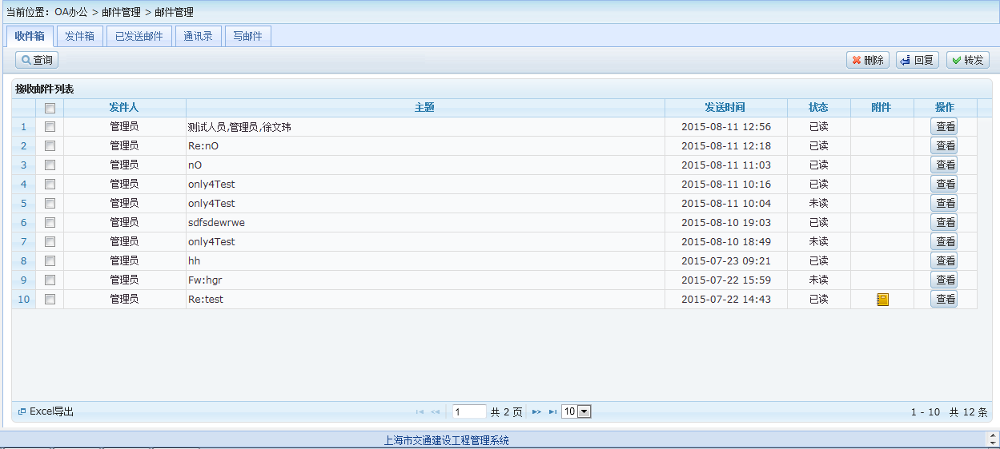 当前位置：OA办公 > 邮件管理 > 邮件管理
收件箱 发件箱 已发送邮件 通讯录 写邮件
查询 删除 回复 转发
接收邮件列表
发件人 主题 发送时间 状态 附件 操作
1 管理员 测试人员,管理员,徐文玮 2015-08-11 12:56 已读 查看
2 管理员 Re:nO 2015-08-11 12:18 已读 查看
3 管理员 nO 2015-08-11 11:03 已读 查看
4 管理员 only4Test 2015-08-11 10:16 已读 查看
5 管理员 only4Test 2015-08-11 10:04 未读 查看
6 管理员 sdfsdewrwe 2015-08-10 19:03 已读 查看
7 管理员 only4Test 2015-08-10 18:49 未读 查看
8 管理员 hh 2015-07-23 09:21 已读 查看
9 管理员 Fw:hgr 2015-07-22 15:59 未读 查看
10 管理员 Re:test 2015-07-22 14:43 已读 查看
Excel导出 1 共 2 页 10 1 - 10 共 12 条
上海市交通建设工程管理系统